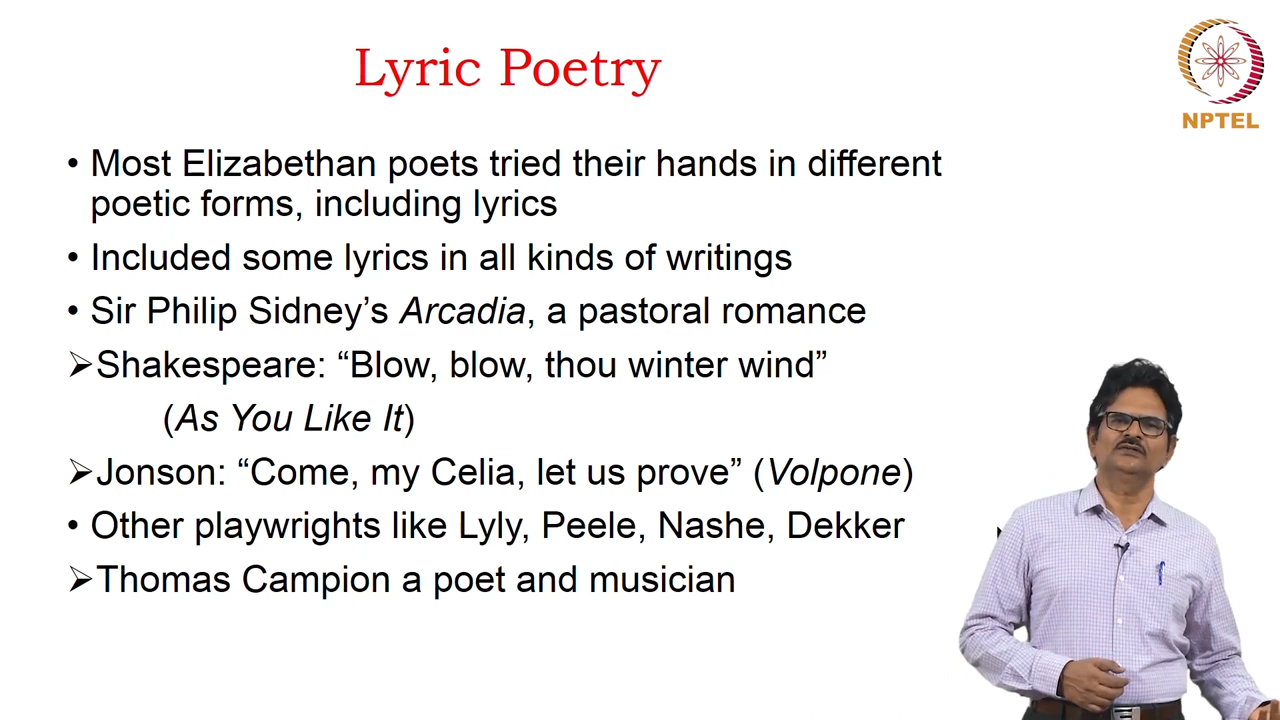 Lyric Poetry
NPTEL
• Most Elizabethan poets tried their hands in different
poetic forms, including lyrics
• Included some lyrics in all kinds of writings
• Sir Philip Sidney’s Arcadia, a pastoral romance
➢Shakespeare: “Blow, blow, thou winter wind”
(As You Like It)
➢Jonson: “Come, my Celia, let us prove” (Volpone)
• Other playwrights like Lyly, Peele, Nashe, Dekker
➢Thomas Campion a poet and musician